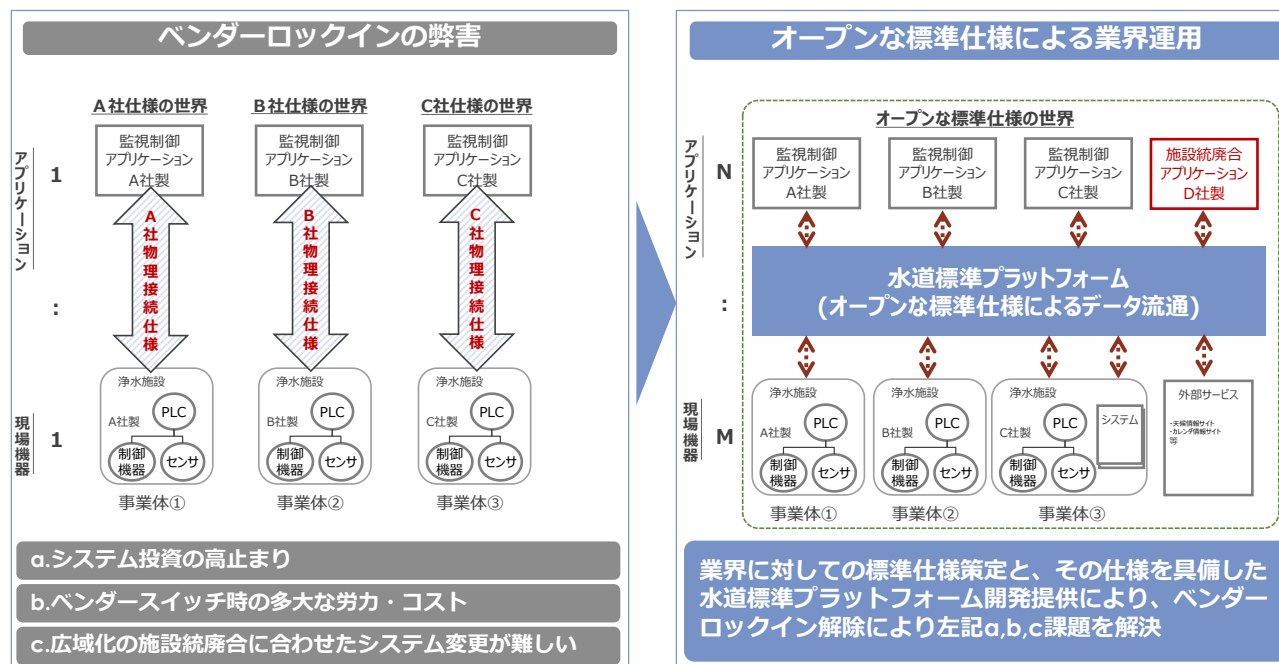 ベンダーロックインの弊害
A社仕様の世界
B社仕様の世界
C社仕様の世界
アプリケーション
1
監視制御
アプリケーション
A社製
監視制御
アプリケーション
B社製
監視制御
アプリケーション
C社製
A社物理接続仕様
B社物理接続仕様
C社物理接続仕様
:
現場機器
1
浄水施設
A社製
PLC
制御
機器
センサ
事業体①
浄水施設
B社製
PLC
制御
機器
センサ
事業体②
浄水施設
C社製
PLC
制御
機器
センサ
事業体③
a.システム投資の高止まり
b.ベンダースイッチ時の多大な労力・コスト
c.広域化の施設統廃合に合わせたシステム変更が難しい
オープンな標準仕様による業界運用
オープンな標準仕様の世界
アプリケーション
N
監視制御
アプリケーション
A社製
監視制御
アプリケーション
B社製
監視制御
アプリケーション
C社製
施設統廃合
アプリケーション
D社製
:
水道標準プラットフォーム
(オープンな標準仕様によるデータ流通)
現場機器
M
浄水施設
A社製
PLC
制御
機器
センサ
事業体①
浄水施設
B社製
PLC
制御
機器
センサ
事業体②
浄水施設
C社製
PLC
制御
機器
センサ
システム
事業体③
外部サービス
・天候情報サイト
・カレンダ情報サイト
等
業界に対しての標準仕様策定と、その仕様を具備した
水道標準プラットフォーム開発提供により、ベンダー
ロックイン解除により左記a,b,c課題を解決